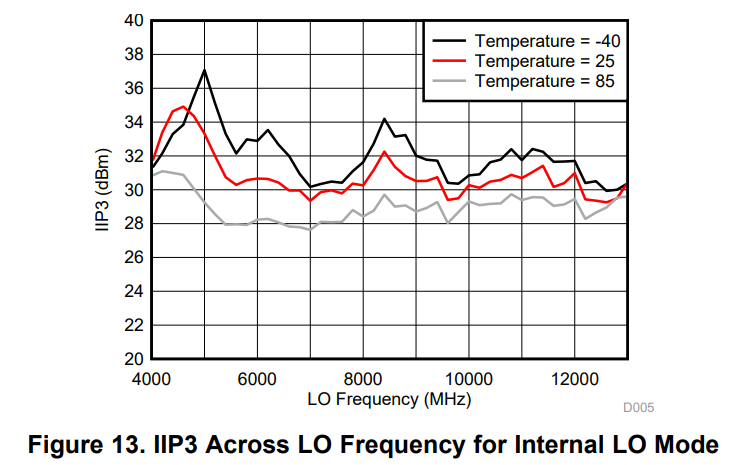 40
38
36
34
32
30
28
26
24
22
20
IIP3 (dBm)
Temperature = -40
Temperature = 25
Temperature = 85
4000
6000
8000
10000
12000
LO Frequency (MHz)
D005
Figure 13. IIP3 Across LO Frequency for Internal LO Mode